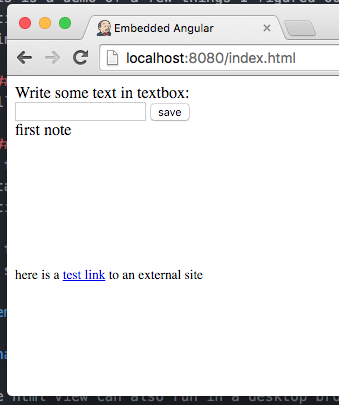 Embedded Angular
localhost:8080/index.html
Write some text in textbox:
save
first note
here is a test link to an external site